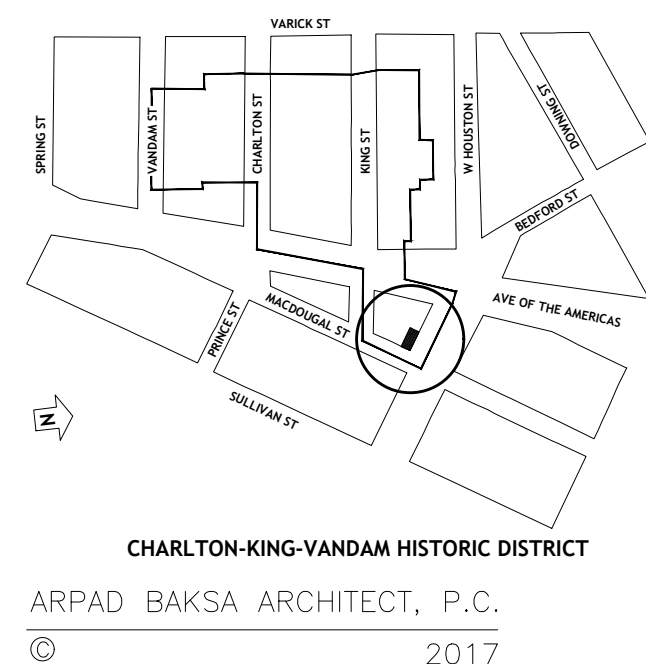 VARICK ST
SPRING ST
VANDAM ST
CHARLTON ST
KING ST
W HOUSTON ST
DOWNING ST
BEDFORD ST
AVE OF THE AMERICAS
MACDOUGAL ST
PRINCE ST
SULLIVAN ST
N
CHARLTON-KING-VANDAM HISTORIC DISTRICT
ARPAD BAKSA ARCHITECT, P.C.
© 2017